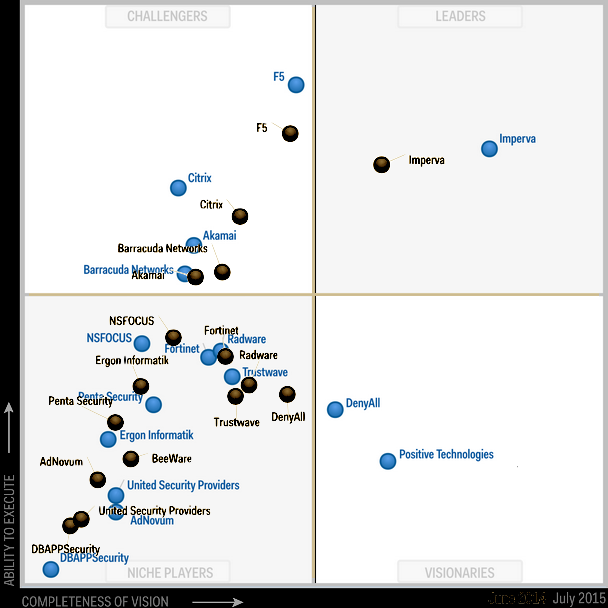 CHALLENGERS
LEADERS
F5
F5
Imperva
Imperva
Citrix
Citrix
Akamai
Barracuda Networks
Barracuda Networks
Akamai
NSFOCUS
Fortinet
NSFOCUS
Radware
Fortinet
Radware
Ergon Informatik
Trustwave
Penta Security
Penta Security
DenyAll
DenyAll
Trustwave
Ergon Informatik
Positive Technologies
BeeWare
AdNovum
United Security Providers
United Security Providers
AdNovum
DBAPPSecurity
DBAPPSecurity
NICHE PLAYERS
VISIONARIES
ABILITY TO EXECUTE
COMPLETENESS OF VISION
June 2014
July 2015